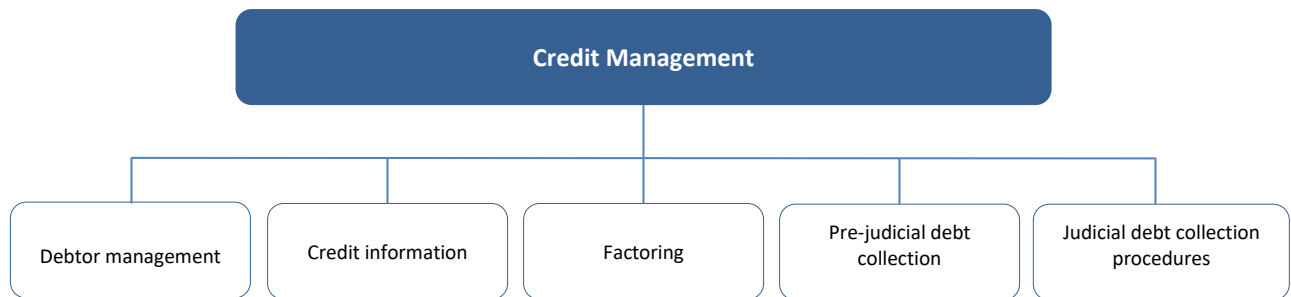 Credit Management
Debtor management
Credit information
Factoring
Pre-judicial debt
collection
Judicial debt collection
procedures